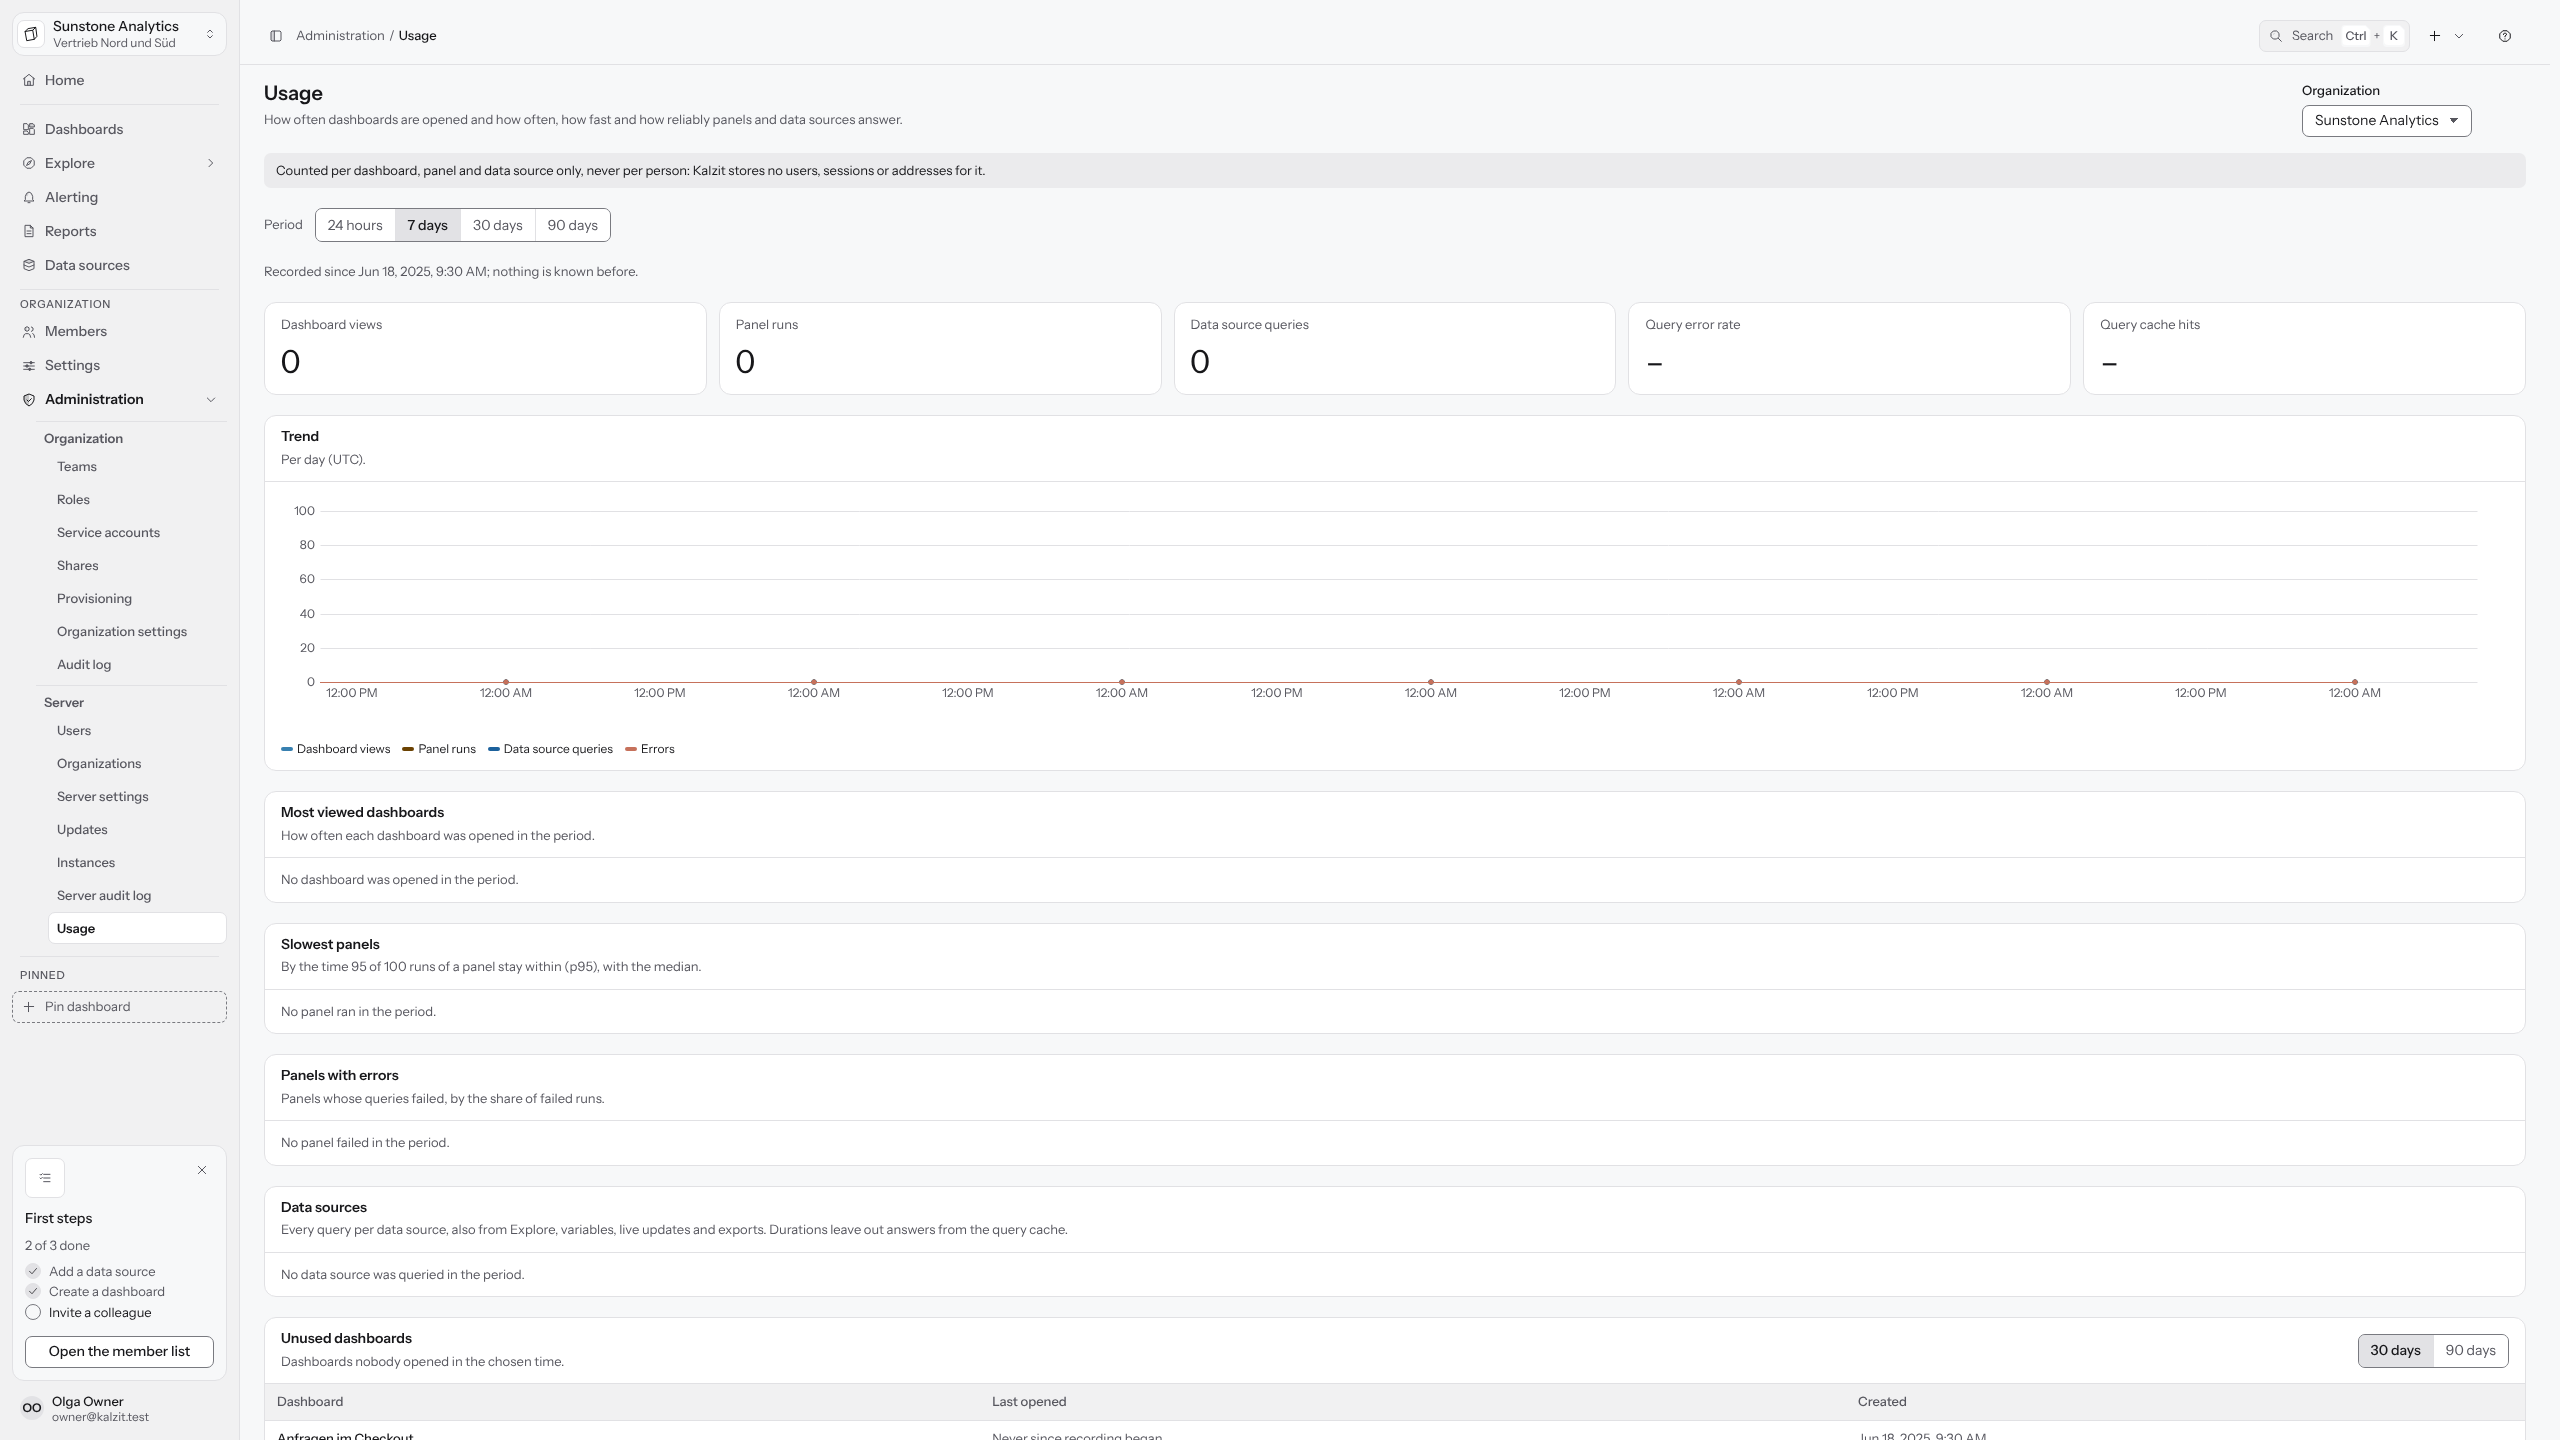 Sunstone Analytics
Vertrieb Nord und Süd
Home
Dashboards
Explore
Alerting
Reports
Data sources
ORGANIZATION
Members
Settings
Administration
Organization
Teams
Roles
Service accounts
Shares
Provisioning
Organization settings
Audit log
Server
Users
Organizations
Server settings
Updates
Instances
Server audit log
Usage
PINNED
Pin dashboard
First steps
2 of 3 done
Add a data source
Create a dashboard
Invite a colleague
Open the member list
OO
Olga Owner
owner@kalzit.test
Administration / Usage
Search Ctrl + K
Usage
How often dashboards are opened and how often, how fast and how reliably panels and data sources answer.
Organization
Sunstone Analytics
Counted per dashboard, panel and data source only, never per person: Kalzit stores no users, sessions or addresses for it.
Period 24 hours 7 days 30 days 90 days
Recorded since Jun 18, 2025, 9:30 AM; nothing is known before.
Dashboard views
0
Panel runs
0
Data source queries
0
Query error rate
–
Query cache hits
–
Trend
Per day (UTC).
100
80
60
40
20
0
12:00 PM 12:00 AM 12:00 PM 12:00 AM 12:00 PM 12:00 AM 12:00 PM 12:00 AM 12:00 PM 12:00 AM 12:00 PM 12:00 AM 12:00 PM 12:00 AM
Dashboard views Panel runs Data source queries Errors
Most viewed dashboards
How often each dashboard was opened in the period.
No dashboard was opened in the period.
Slowest panels
By the time 95 of 100 runs of a panel stay within (p95), with the median.
No panel ran in the period.
Panels with errors
Panels whose queries failed, by the share of failed runs.
No panel failed in the period.
Data sources
Every query per data source, also from Explore, variables, live updates and exports. Durations leave out answers from the query cache.
No data source was queried in the period.
Unused dashboards
Dashboards nobody opened in the chosen time.
30 days 90 days
Dashboard Last opened Created
Anfragen im Checkout Never since recording began Jun 18, 2025, 9:30 AM